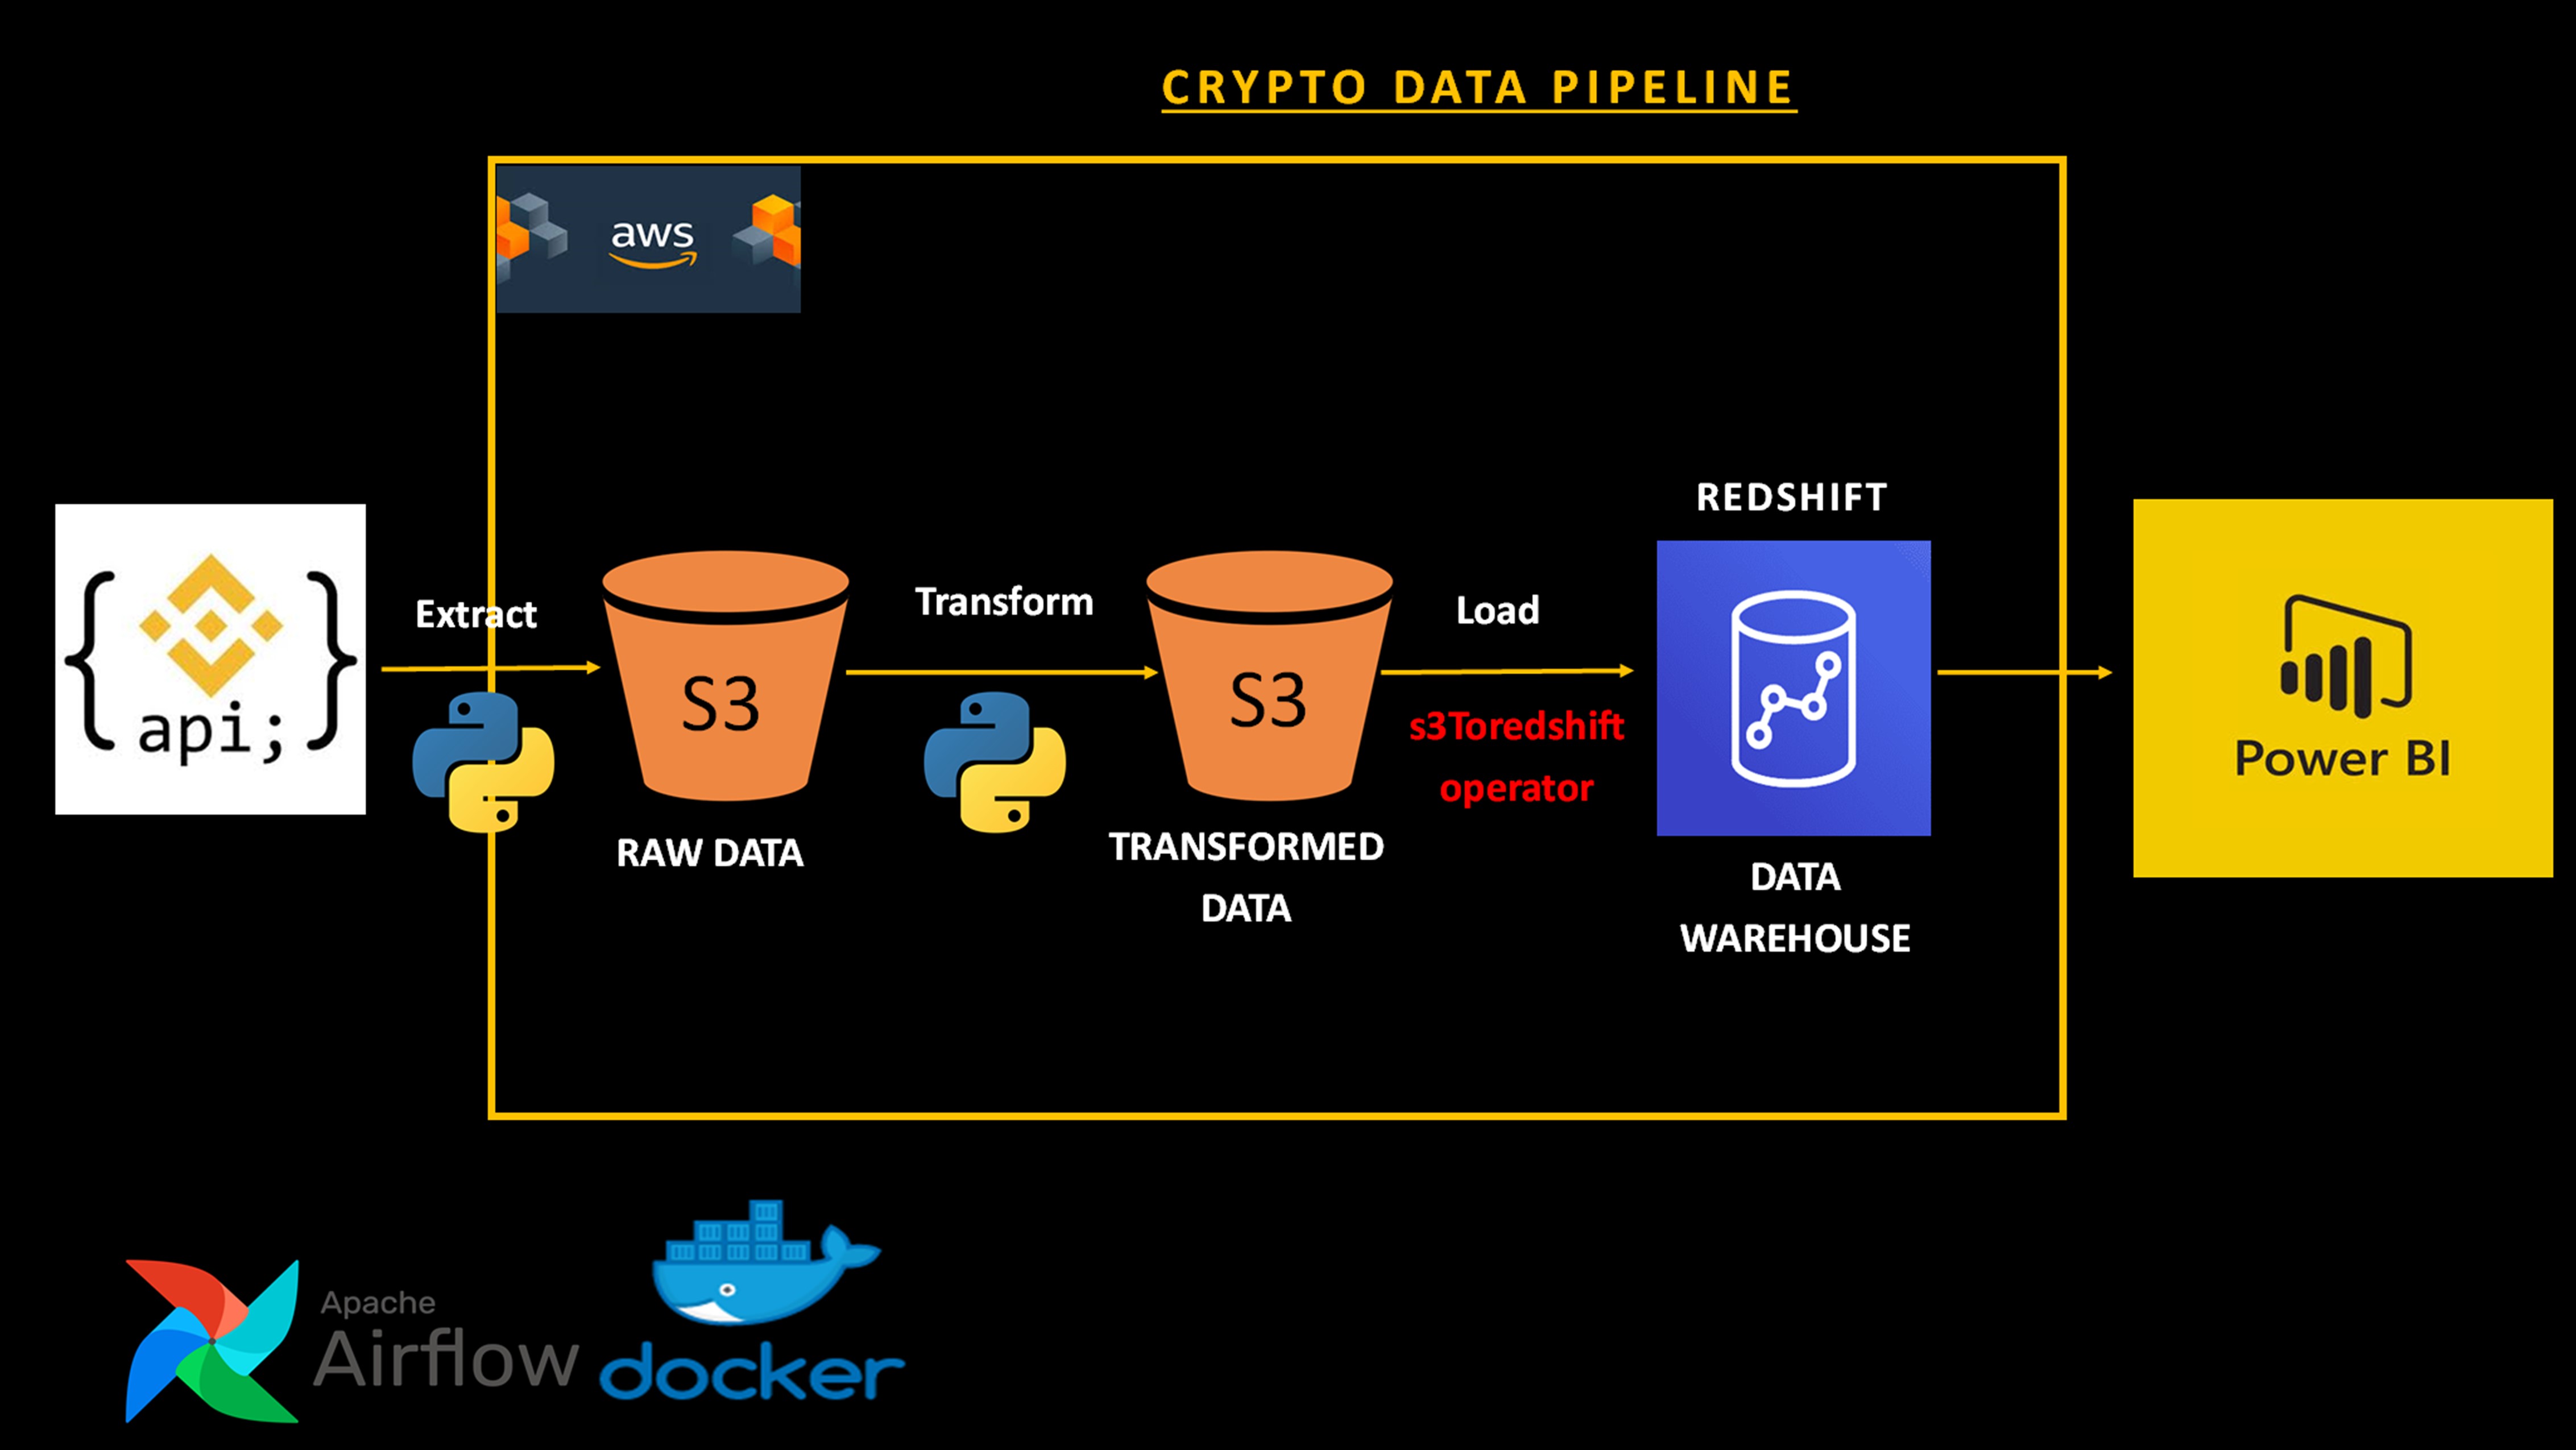 CRYPTO DATA PIPELINE
aws
REDSHIFT
Extract
Transform
Load
{ api; }
S3
S3
s3Toredshift
operator
Power BI
RAW DATA
TRANSFORMED
DATA
DATA
WAREHOUSE
Apache
Airflow
docker